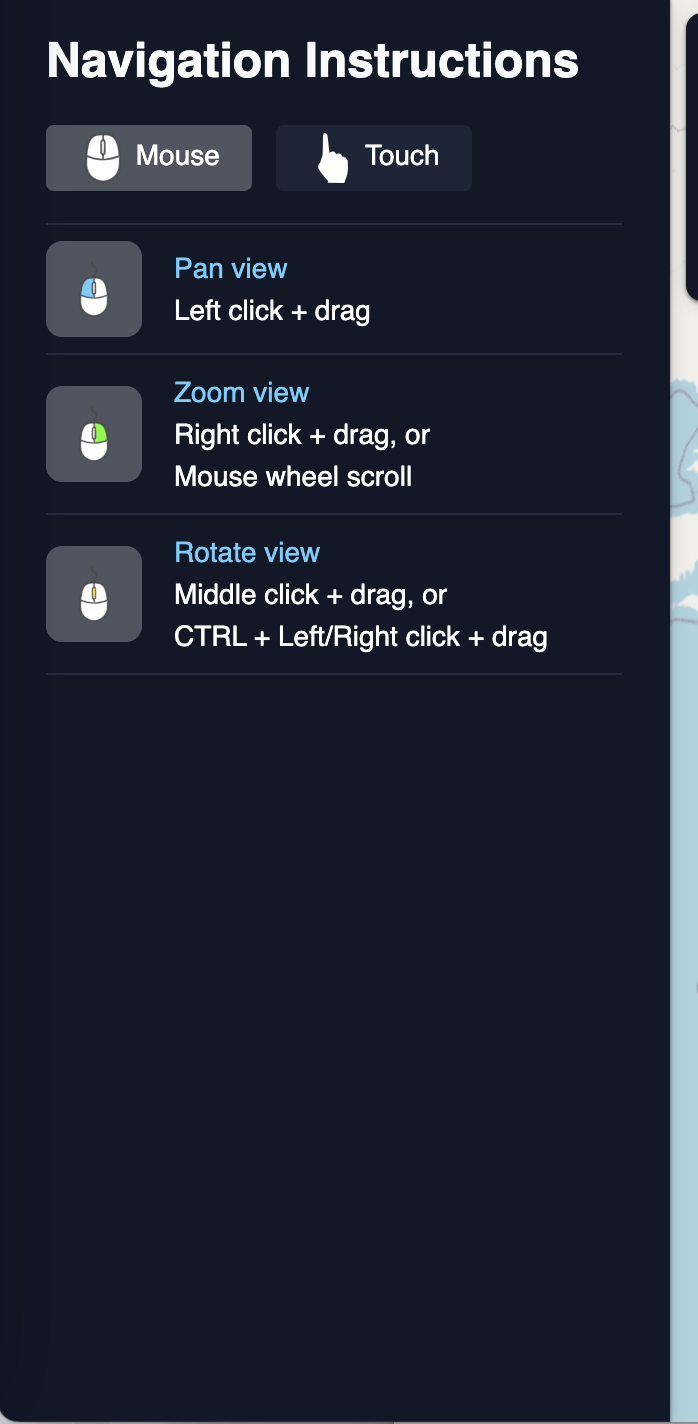 Navigation Instructions
Mouse
Touch
Pan view
Left click + drag
Zoom view
Right click + drag, or
Mouse wheel scroll
Rotate view
Middle click + drag, or
CTRL + Left/Right click + drag